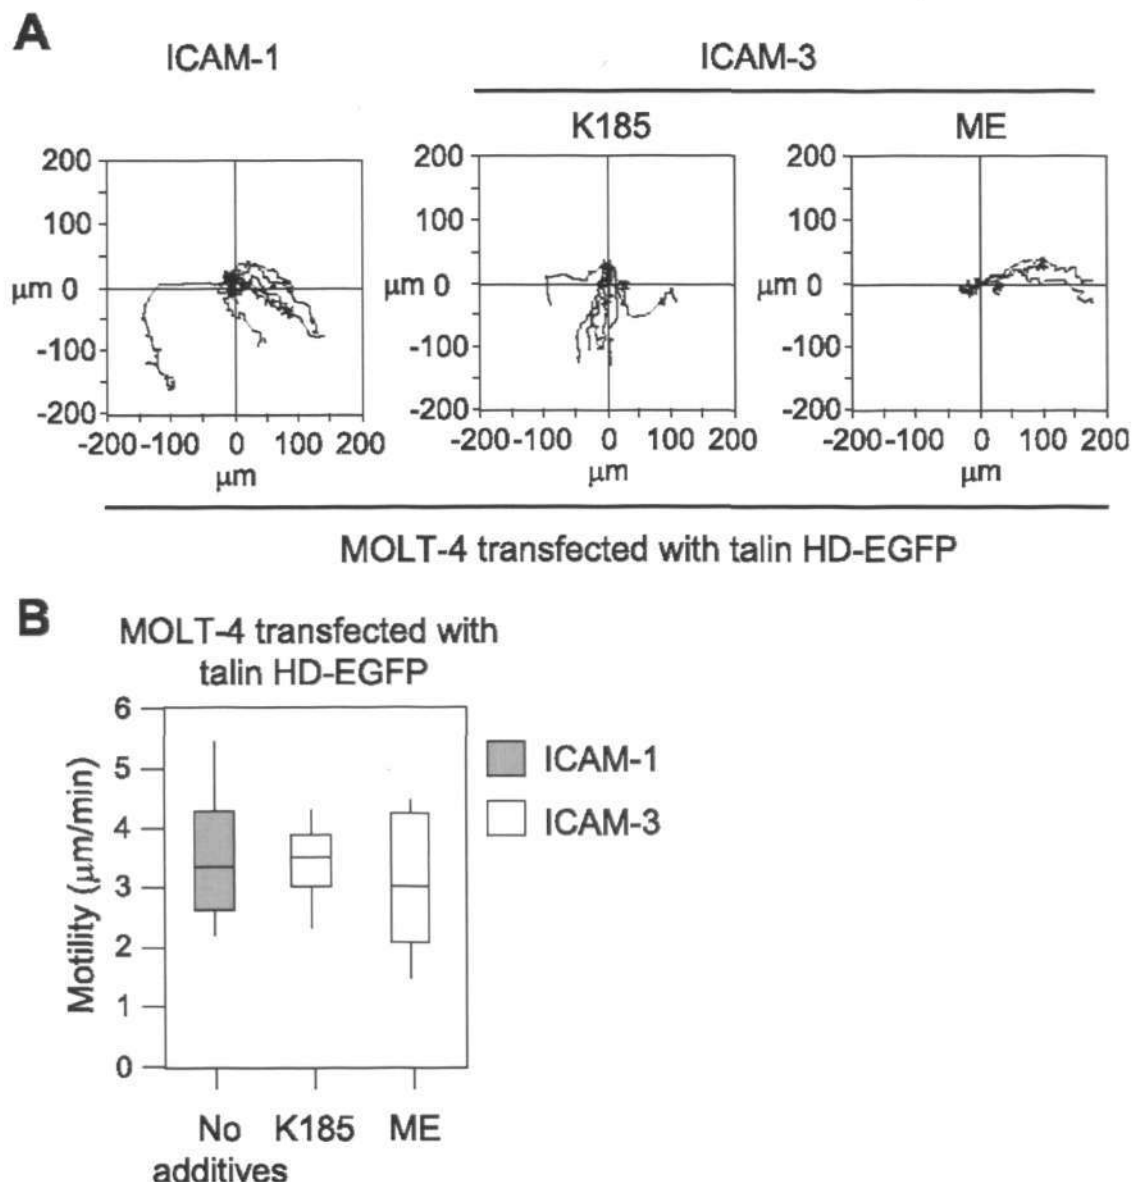 A
ICAM-1
ICAM-3
K185
ME
200
100
μm 0
-100
-200
-200 -100 0 100 200
μm
200
100
μm 0
-100
-200
-200 -100 0 100 200
μm
200
100
μm 0
-100
-200
-200 -100 0 100 200
μm
MOLT-4 transfected with talin HD-EGFP
B
MOLT-4 transfected with
talin HD-EGFP
Motility (μm/min)
6
5
4
3
2
1
0
ICAM-1
ICAM-3
No K185 ME
additives